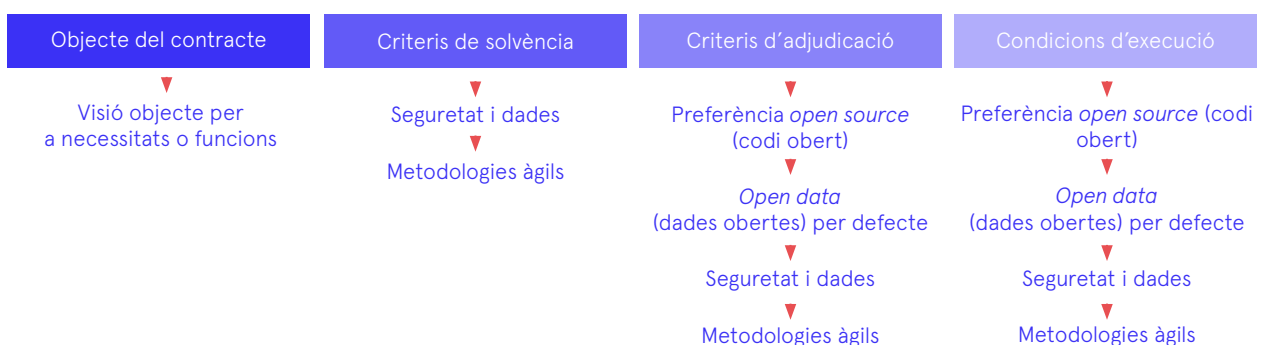 Objecte del contracte
Visió objecte per
a necessitats o funcions
Criteris de solvència
Seguretat i dades
Metodologies àgils
Criteris d'adjudicació
Preferència open source
(codi obert)
Open data
(dades obertes) per defecte
Seguretat i dades
Metodologies àgils
Condicions d'execució
Preferència open source (codi
obert)
Open data
(dades obertes) per defecte
Seguretat i dades
Metodologies àgils